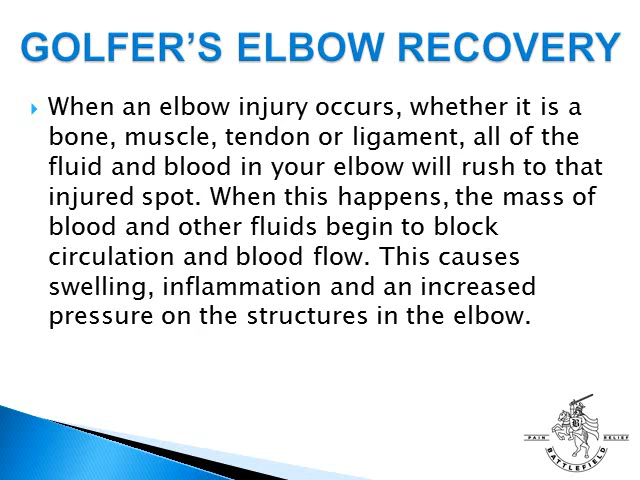 GOLFER'S ELBOW RECOVERY
When an elbow injury occurs, whether it is a
bone, muscle, tendon or ligament, all of the
fluid and blood in your elbow will rush to that
injured spot. When this happens, the mass of
blood and other fluids begin to block
circulation and blood flow. This causes
swelling, inflammation and an increased
pressure on the structures in the elbow.
B
PAIN RELIEF
BATTLEFIELD